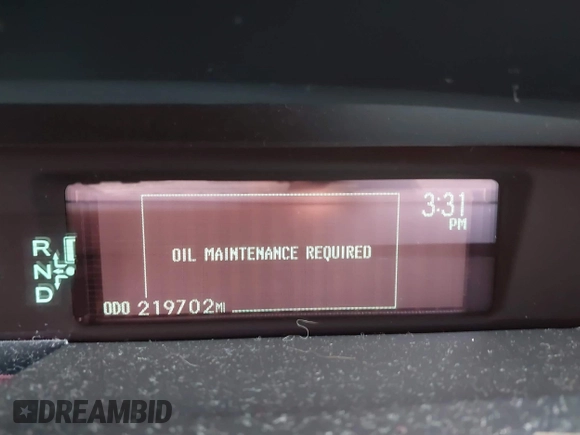 3:31
PM
R
N
D
OIL MAINTENANCE REQUIRED
ODO 219702 MI
DREAMBID